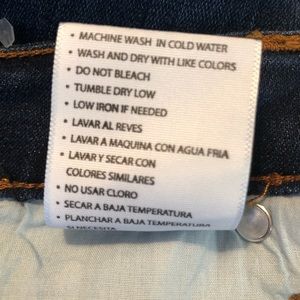 • MACHINE WASH IN COLD WATER
• WASH AND DRY WITH LIKE COLORS
• DO NOT BLEACH
• TUMBLE DRY LOW
• LOW IRON IF NEEDED
• LAVAR AL REVES
• LAVAR A MAQUINA CON AGUA FRIA
• LAVAR Y SECAR CON
COLORES SIMILARES
• NO USAR CLORO
• SECAR A BAJA TEMPERATURA
• PLANCHAR A BAJA TEMPERATURA
SI NECESITA